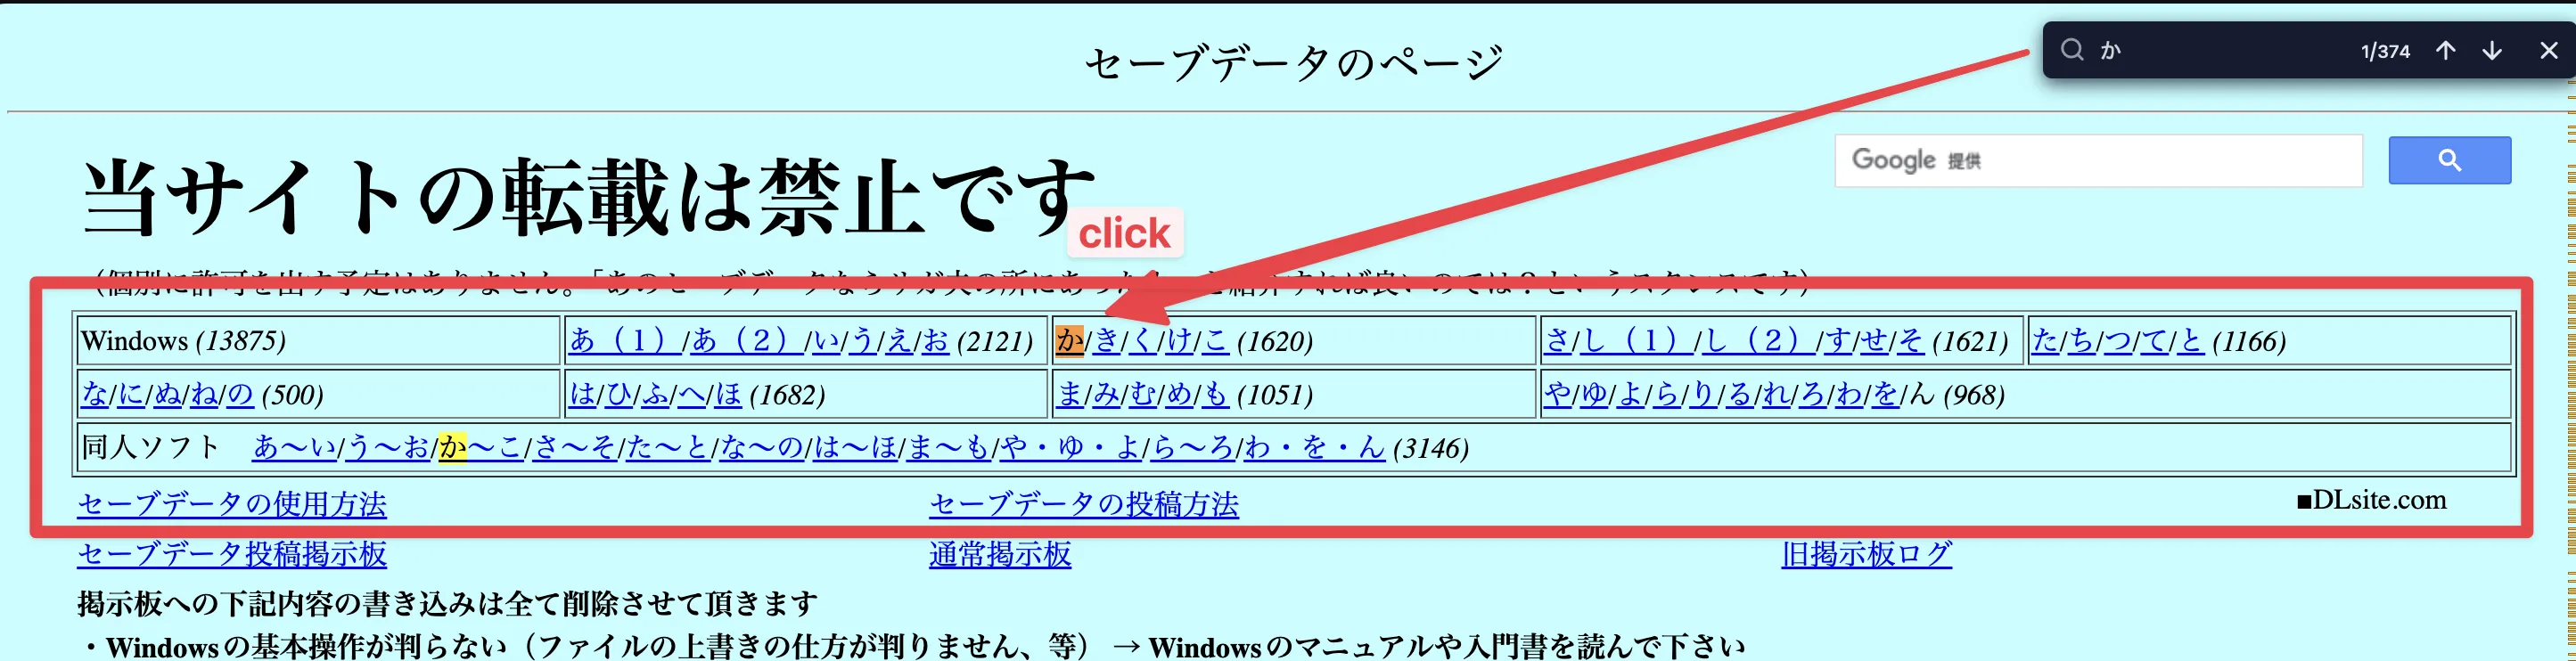 セーブデータのページ
か 1/374
Google 提供
当サイトの転載は禁止です
click
（個別に許可を出す予定はありません。「あのセーブデータならサガ夫の所にあった

を紹介すれば良いのでは？というスタンスです）
Windows (13875) あ（１）/あ（２）/い/う/え/お (2121) か/き/く/け/こ (1620) さ/し（１）/し（２）/す/せ/そ (1621) た/ち/つ/て/と (1166)
な/に/ぬ/ね/の (500) は/ひ/ふ/へ/ほ (1682) ま/み/む/め/も (1051) や/ゆ/よ/ら/り/る/れ/ろ/わ/を/ん (968)
同人ソフト あ～い/う～お/か～こ/さ～そ/た～と/な～の/は～ほ/ま～も/や・ゆ・よ/ら～ろ/わ・を・ん (3146)
セーブデータの使用方法 セーブデータの投稿方法 ■DLsite.com
セーブデータ投稿掲示板 通常掲示板 旧掲示板ログ
掲示板への下記内容の書き込みは全て削除させて頂きます
・Windowsの基本操作が判らない（ファイルの上書きの仕方が判りません、等）→ Windowsのマニュアルや入門書を読んで下さい